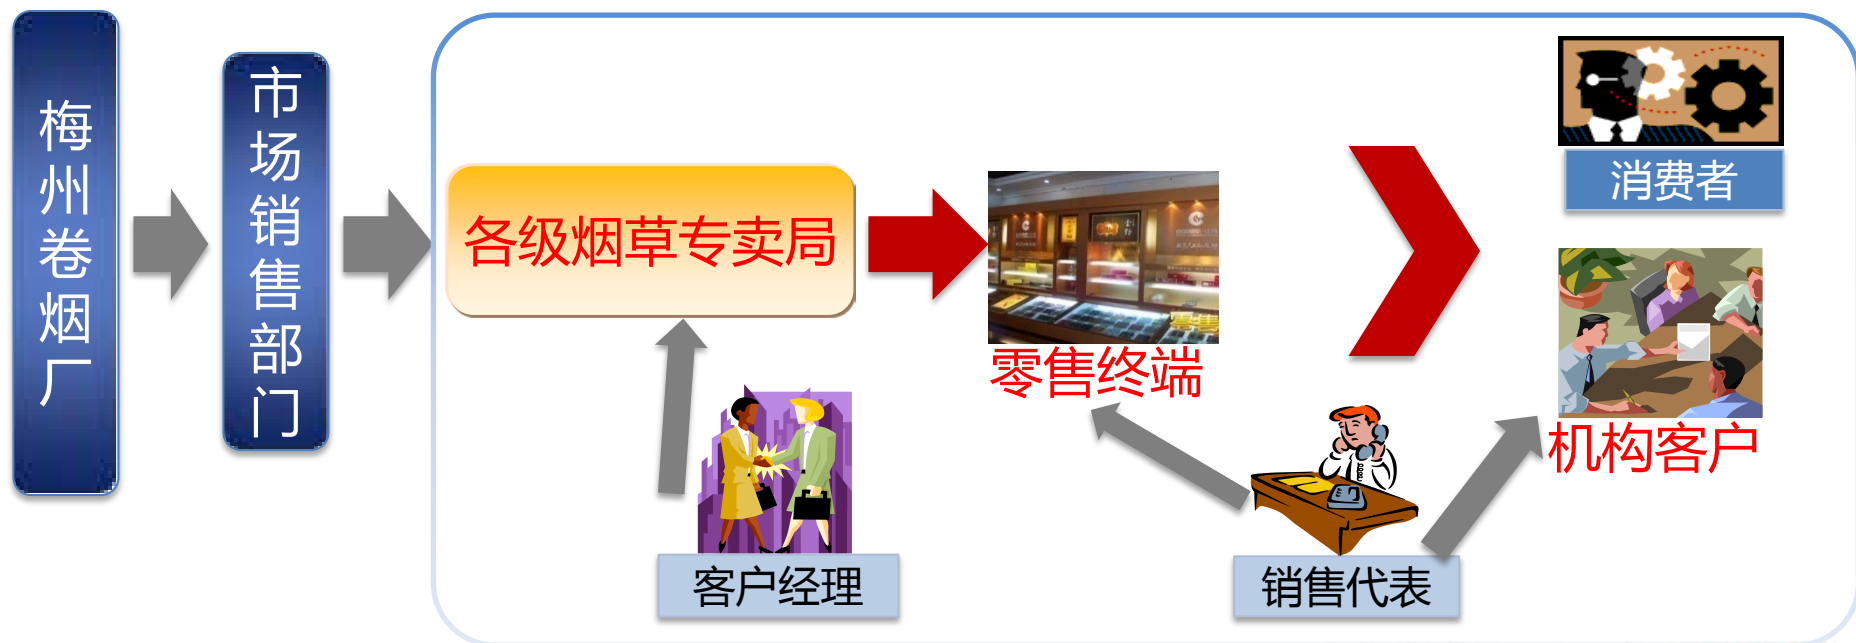 梅州卷烟厂
市场销售部门
各级烟草专卖局
零售终端
消费者
机构客户
客户经理
销售代表